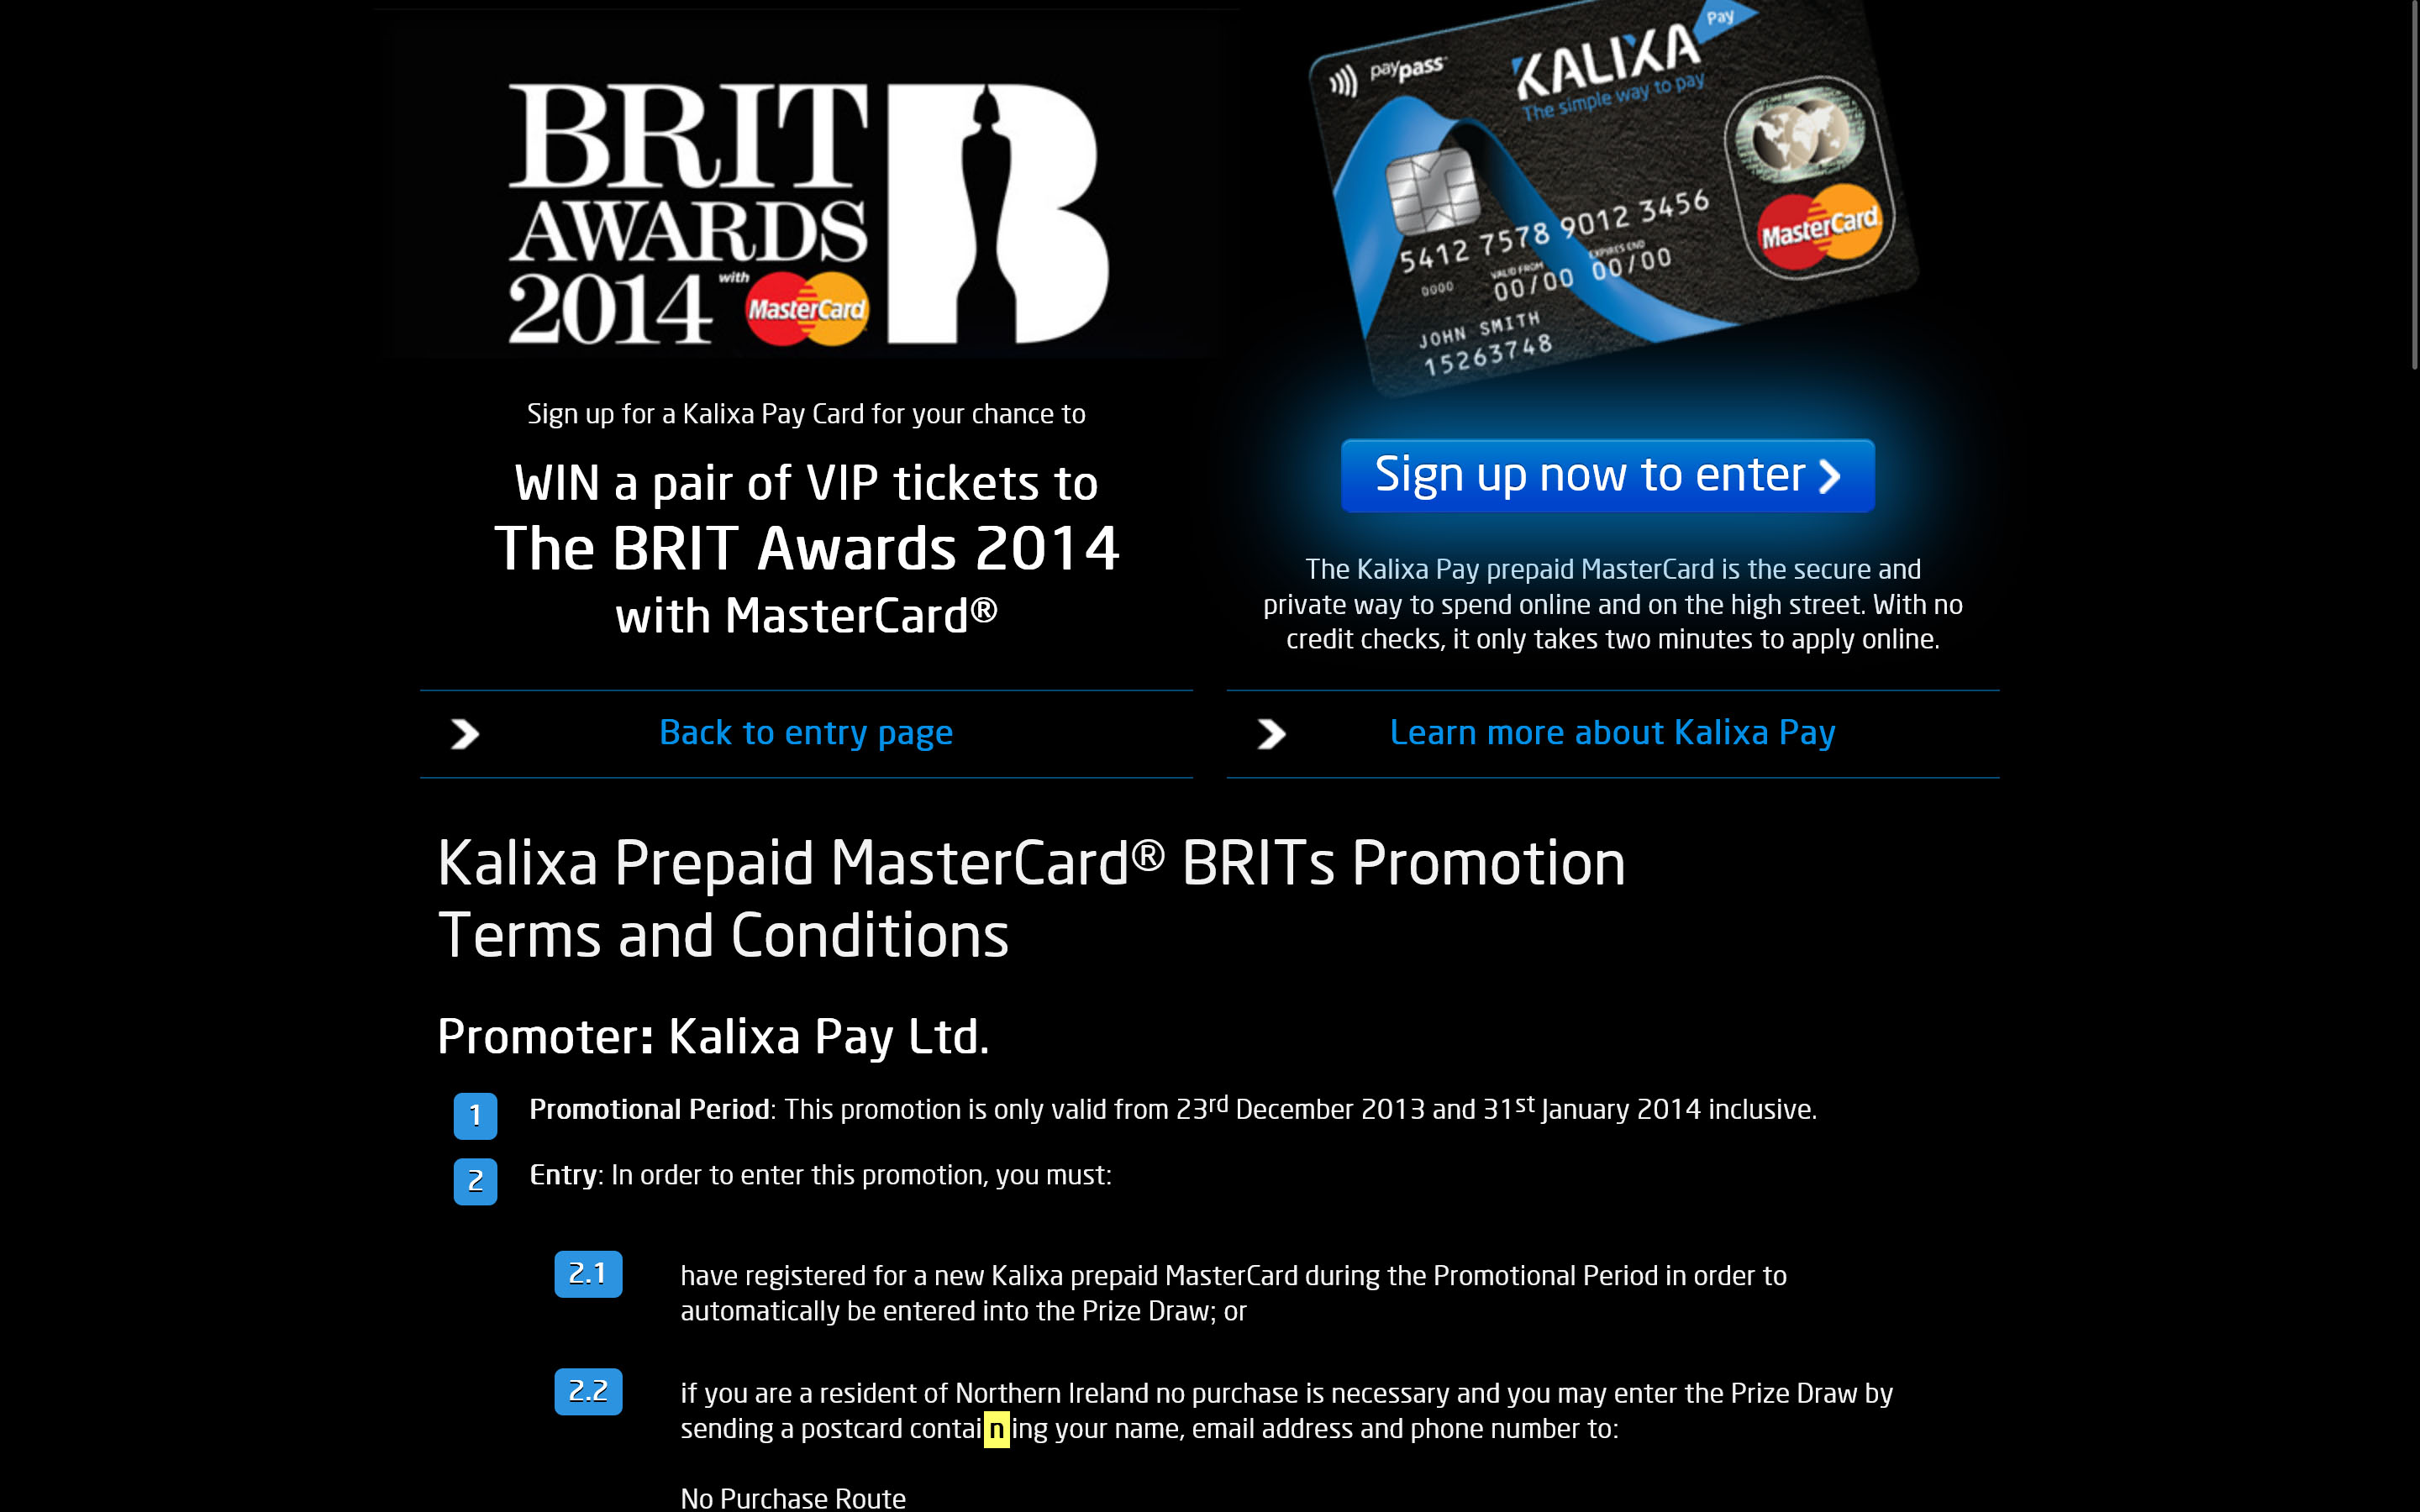 BRIT
AWARDS
2014 with MasterCard
Sign up for a Kalixa Pay Card for your chance to
WIN a pair of VIP tickets to
The BRIT Awards 2014
with MasterCard®
Back to entry page
paypass
KALIXA Pay
The simple way to pay
5412 7578 9012 3456
0000 VALID FROM 00/00 EXPIRES END 00/00
JOHN SMITH
15263748
MasterCard
Sign up now to enter
The Kalixa Pay prepaid MasterCard is the secure and
private way to spend online and on the high street. With no
credit checks, it only takes two minutes to apply online.
Learn more about Kalixa Pay
Kalixa Prepaid MasterCard® BRITs Promotion
Terms and Conditions
Promoter: Kalixa Pay Ltd.
1 Promotional Period: This promotion is only valid from 23rd December 2013 and 31st January 2014 inclusive.
2 Entry: In order to enter this promotion, you must:
2.1 have registered for a new Kalixa prepaid MasterCard during the Promotional Period in order to
automatically be entered into the Prize Draw; or
2.2 if you are a resident of Northern Ireland no purchase is necessary and you may enter the Prize Draw by
sending a postcard containing your name, email address and phone number to:
No Purchase Route